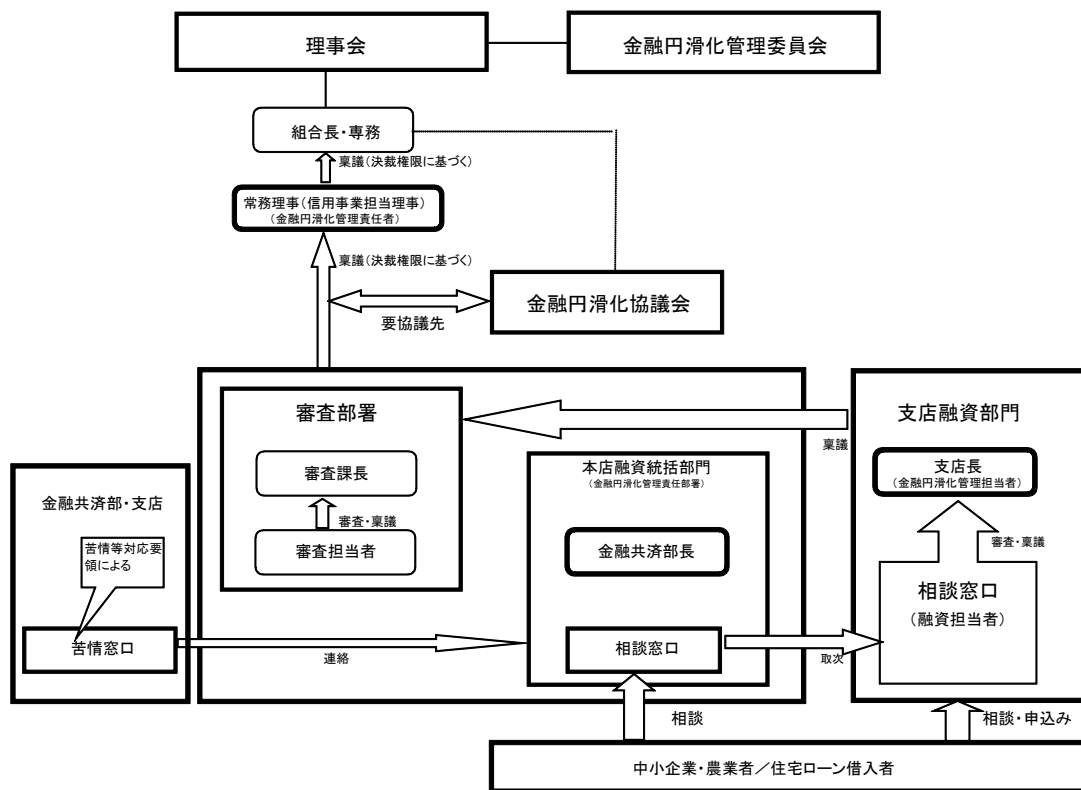 理事会
金融円滑化管理委員会
組合長・専務
稟議(決裁権限に基づく)
常務理事(信用事業担当理事)
(金融円滑化管理責任者)
稟議(決裁権限に基づく)
金融円滑化協議会
要協議先
審査部署
審査課長
審査・稟議
審査担当者
稟議
本店融資統括部門
(金融円滑化管理責任部署)
金融共済部長
相談窓口
支店融資部門
支店長
(金融円滑化管理担当者)
審査・稟議
相談窓口
(融資担当者)
金融共済部・支店
苦情等対応要
領による
苦情窓口
連絡
取次
相談
相談・申込み
中小企業・農業者／住宅ローン借入者